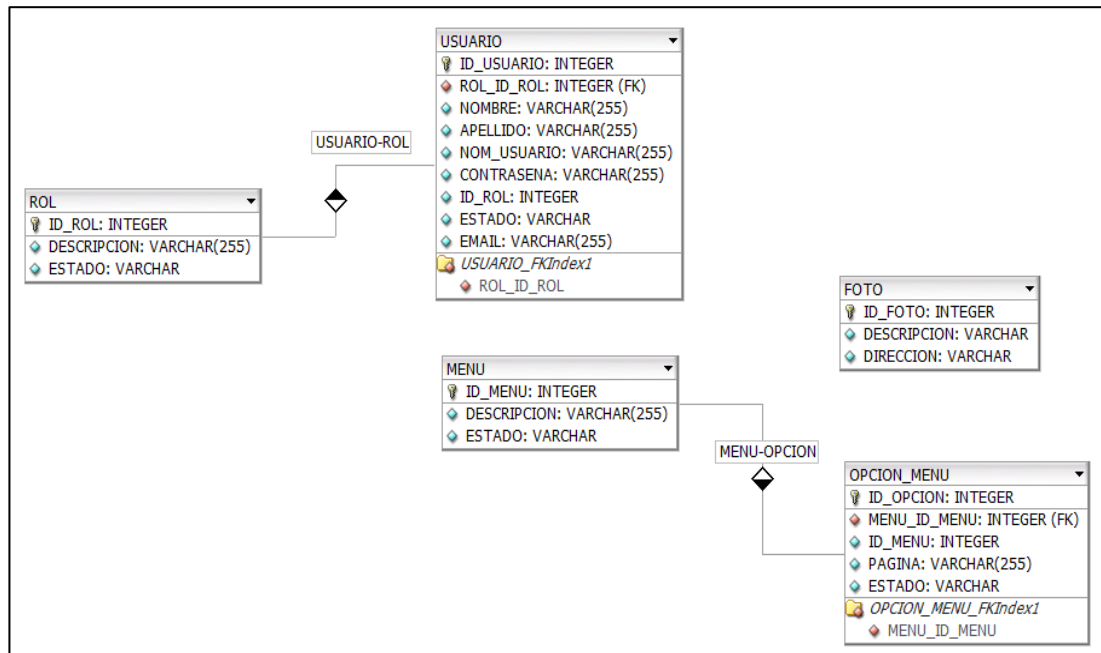 USUARIO
ID_USUARIO: INTEGER
ROL_ID_ROL: INTEGER (FK)
NOMBRE: VARCHAR(255)
APELLIDO: VARCHAR(255)
NOM_USUARIO: VARCHAR(255)
CONTRASENA: VARCHAR(255)
ID_ROL: INTEGER
ESTADO: VARCHAR
EMAIL: VARCHAR(255)
USUARIO_FKIndex1
ROL_ID_ROL
USUARIO-ROL
ROL
ID_ROL: INTEGER
DESCRIPCION: VARCHAR(255)
ESTADO: VARCHAR
FOTO
ID_FOTO: INTEGER
DESCRIPCION: VARCHAR
DIRECCION: VARCHAR
MENU
ID_MENU: INTEGER
DESCRIPCION: VARCHAR(255)
ESTADO: VARCHAR
MENU-OPCION
OPCION_MENU
ID_OPCION: INTEGER
MENU_ID_MENU: INTEGER (FK)
ID_MENU: INTEGER
PAGINA: VARCHAR(255)
ESTADO: VARCHAR
OPCION_MENU_FKIndex1
MENU_ID_MENU